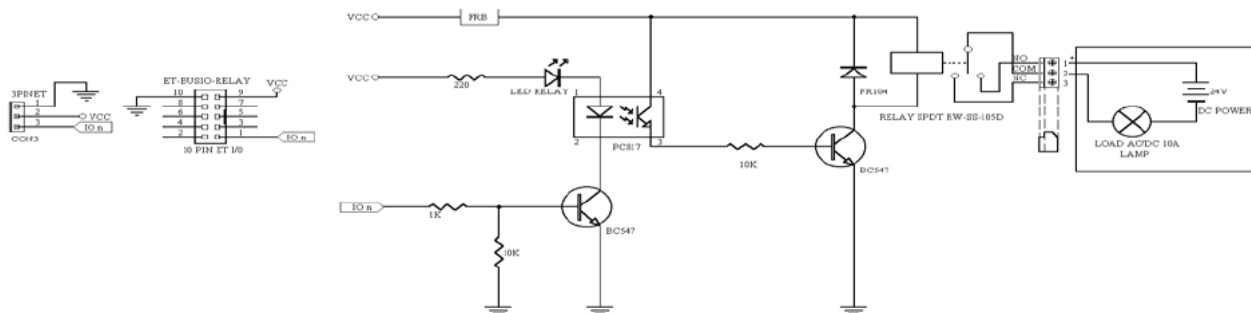 3PINET
1
2
3
VCC
IO n
CON3
ET-BUSIO-RELAY
VCC
10 9
8 7
6 5
4 3
2 1
IO n
10 PIN ET I/0
VCC
FRB
VCC
220
LED RELAY
1
4
2
3
PC817
IO n
1K
10K
BC547
10K
BC547
FR104
RELAY SPDT RW-SS-105D
NO
COM
NC
1
2
3
+
24V
DC POWER
LOAD AC/DC 10A
LAMP